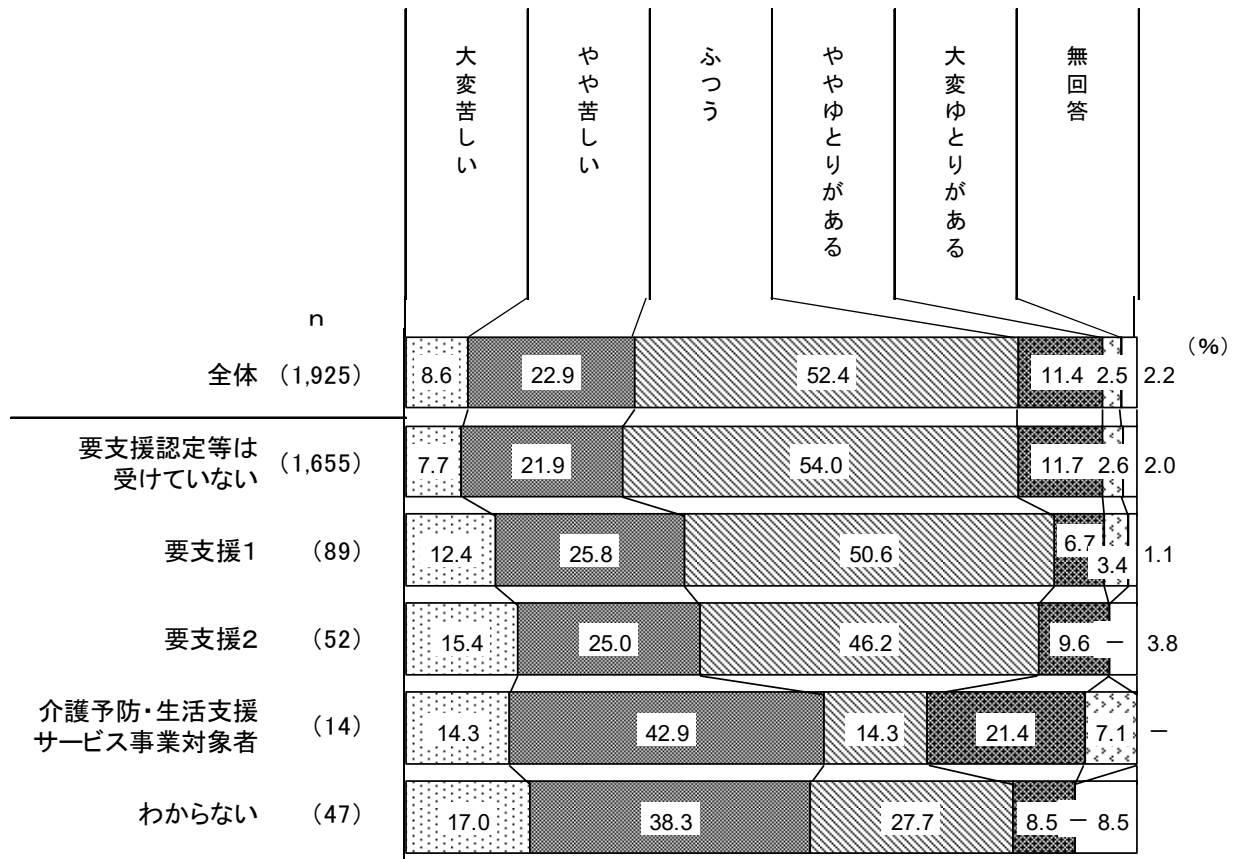 大変苦しい
やや苦しい
ふつう
ややゆとりがある
大変ゆとりがある
無回答
n
(%)
全体 (1,925) 8.6 22.9 52.4 11.4 2.5 2.2
要支援認定等は
受けていない (1,655) 7.7 21.9 54.0 11.7 2.6 2.0
要支援1 (89) 12.4 25.8 50.6 6.7 3.4 1.1
要支援2 (52) 15.4 25.0 46.2 9.6 － 3.8
介護予防・生活支援
サービス事業対象者 (14) 14.3 42.9 14.3 21.4 7.1 －
わからない (47) 17.0 38.3 27.7 8.5 － 8.5